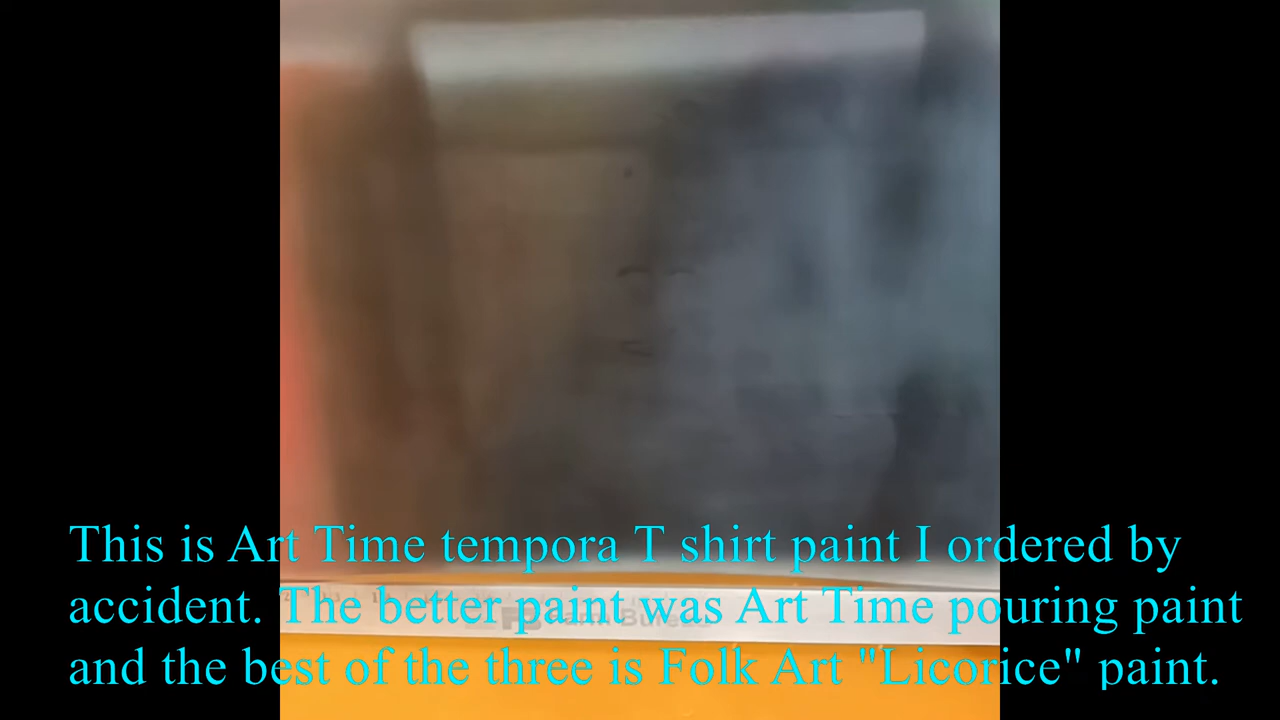 This is Art Time tempora T shirt paint I ordered by
accident. The better paint was Art Time pouring paint
and the best of the three is Folk Art "Licorice" paint.